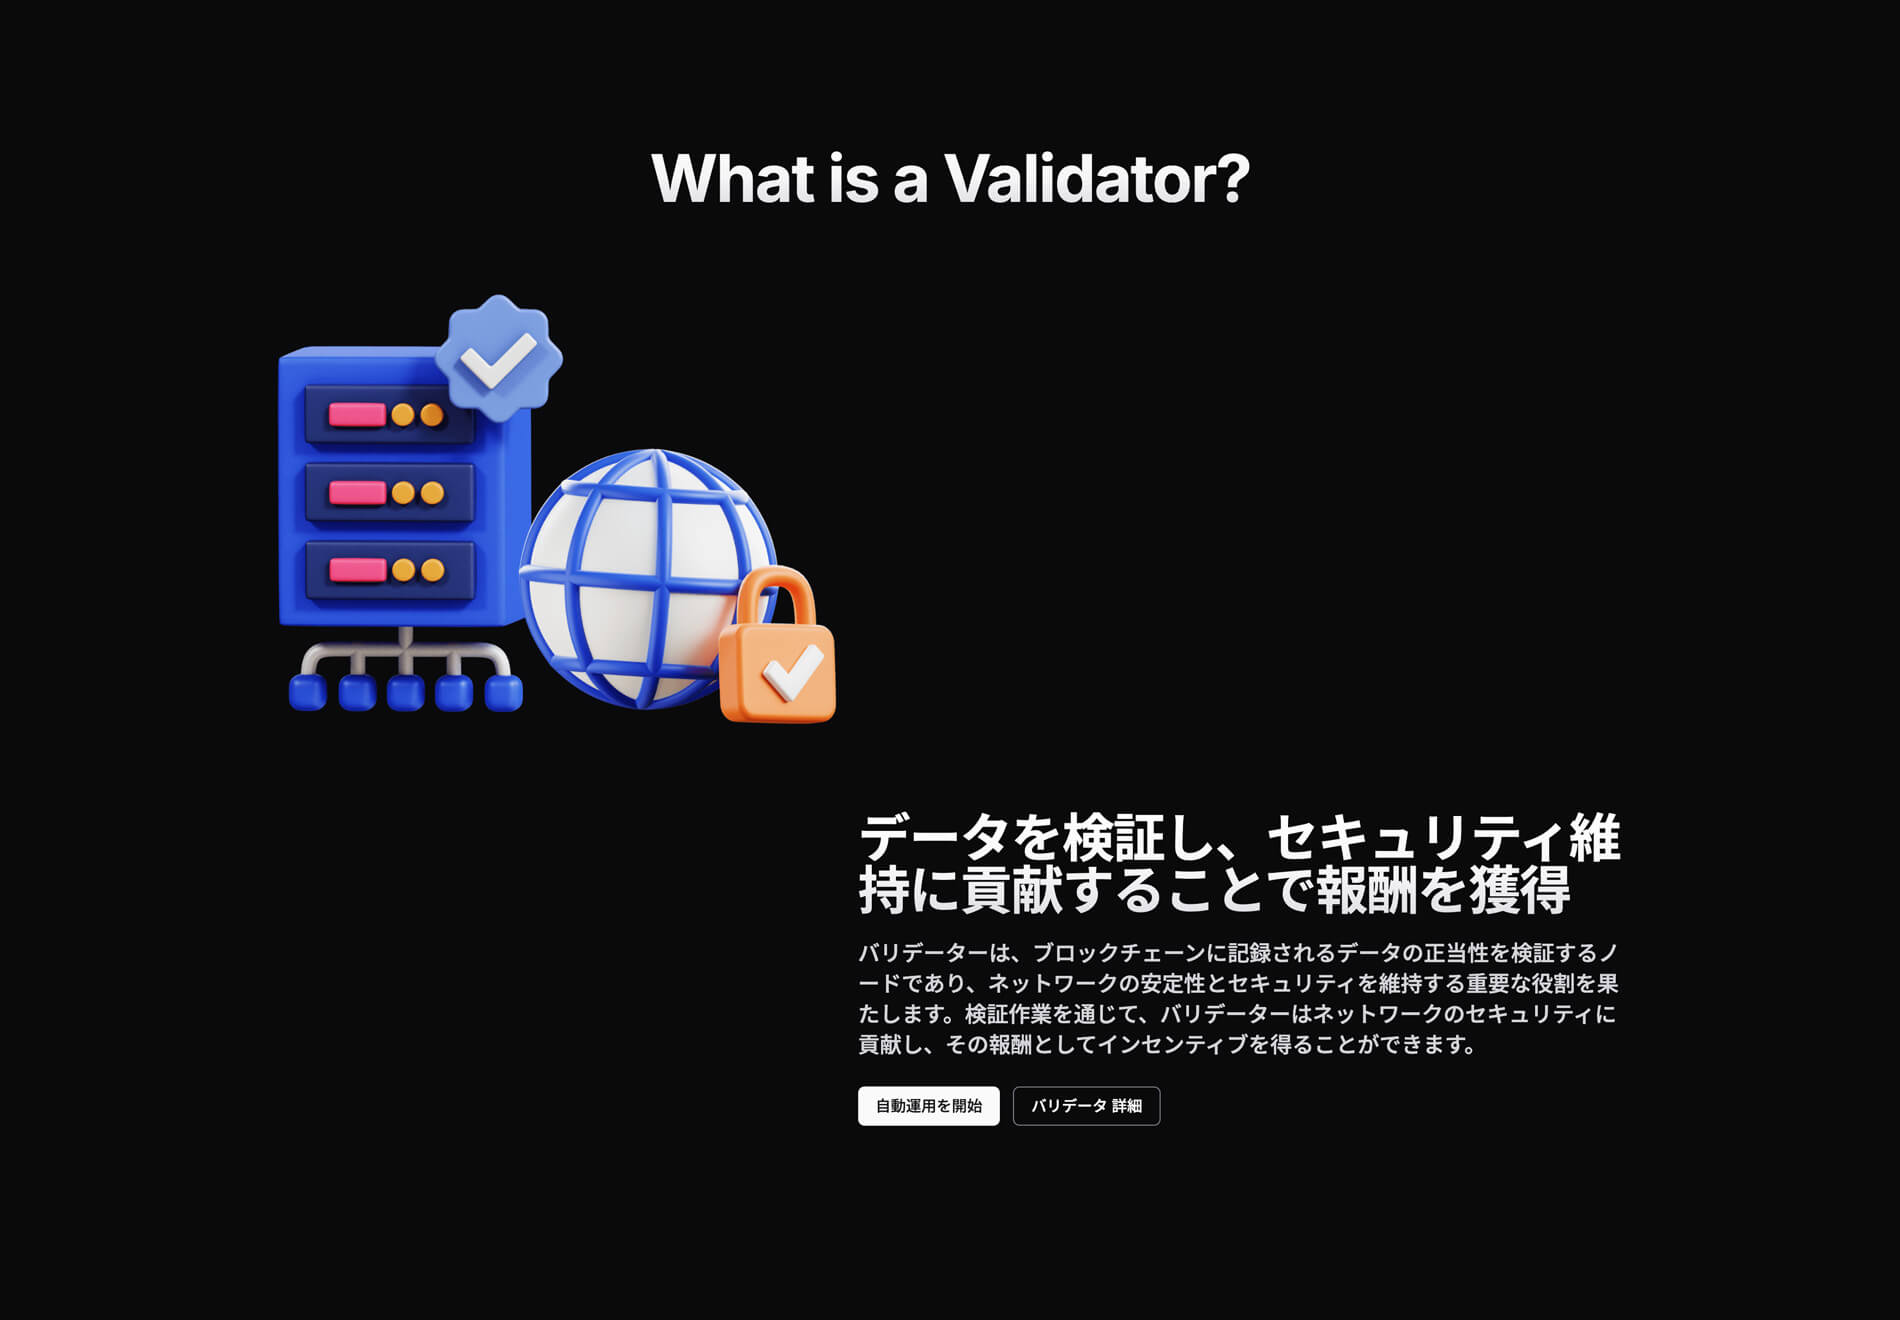 What is a Validator?
データを検証し、セキュリティ維
持に貢献することで報酬を獲得
バリデーターは、ブロックチェーンに記録されるデータの正当性を検証するノ
ードであり、ネットワークの安定性とセキュリティを維持する重要な役割を果
たします。検証作業を通じて、バリデーターはネットワークのセキュリティに
貢献し、その報酬としてインセンティブを得ることができます。
自動運用を開始
バリデータ 詳細